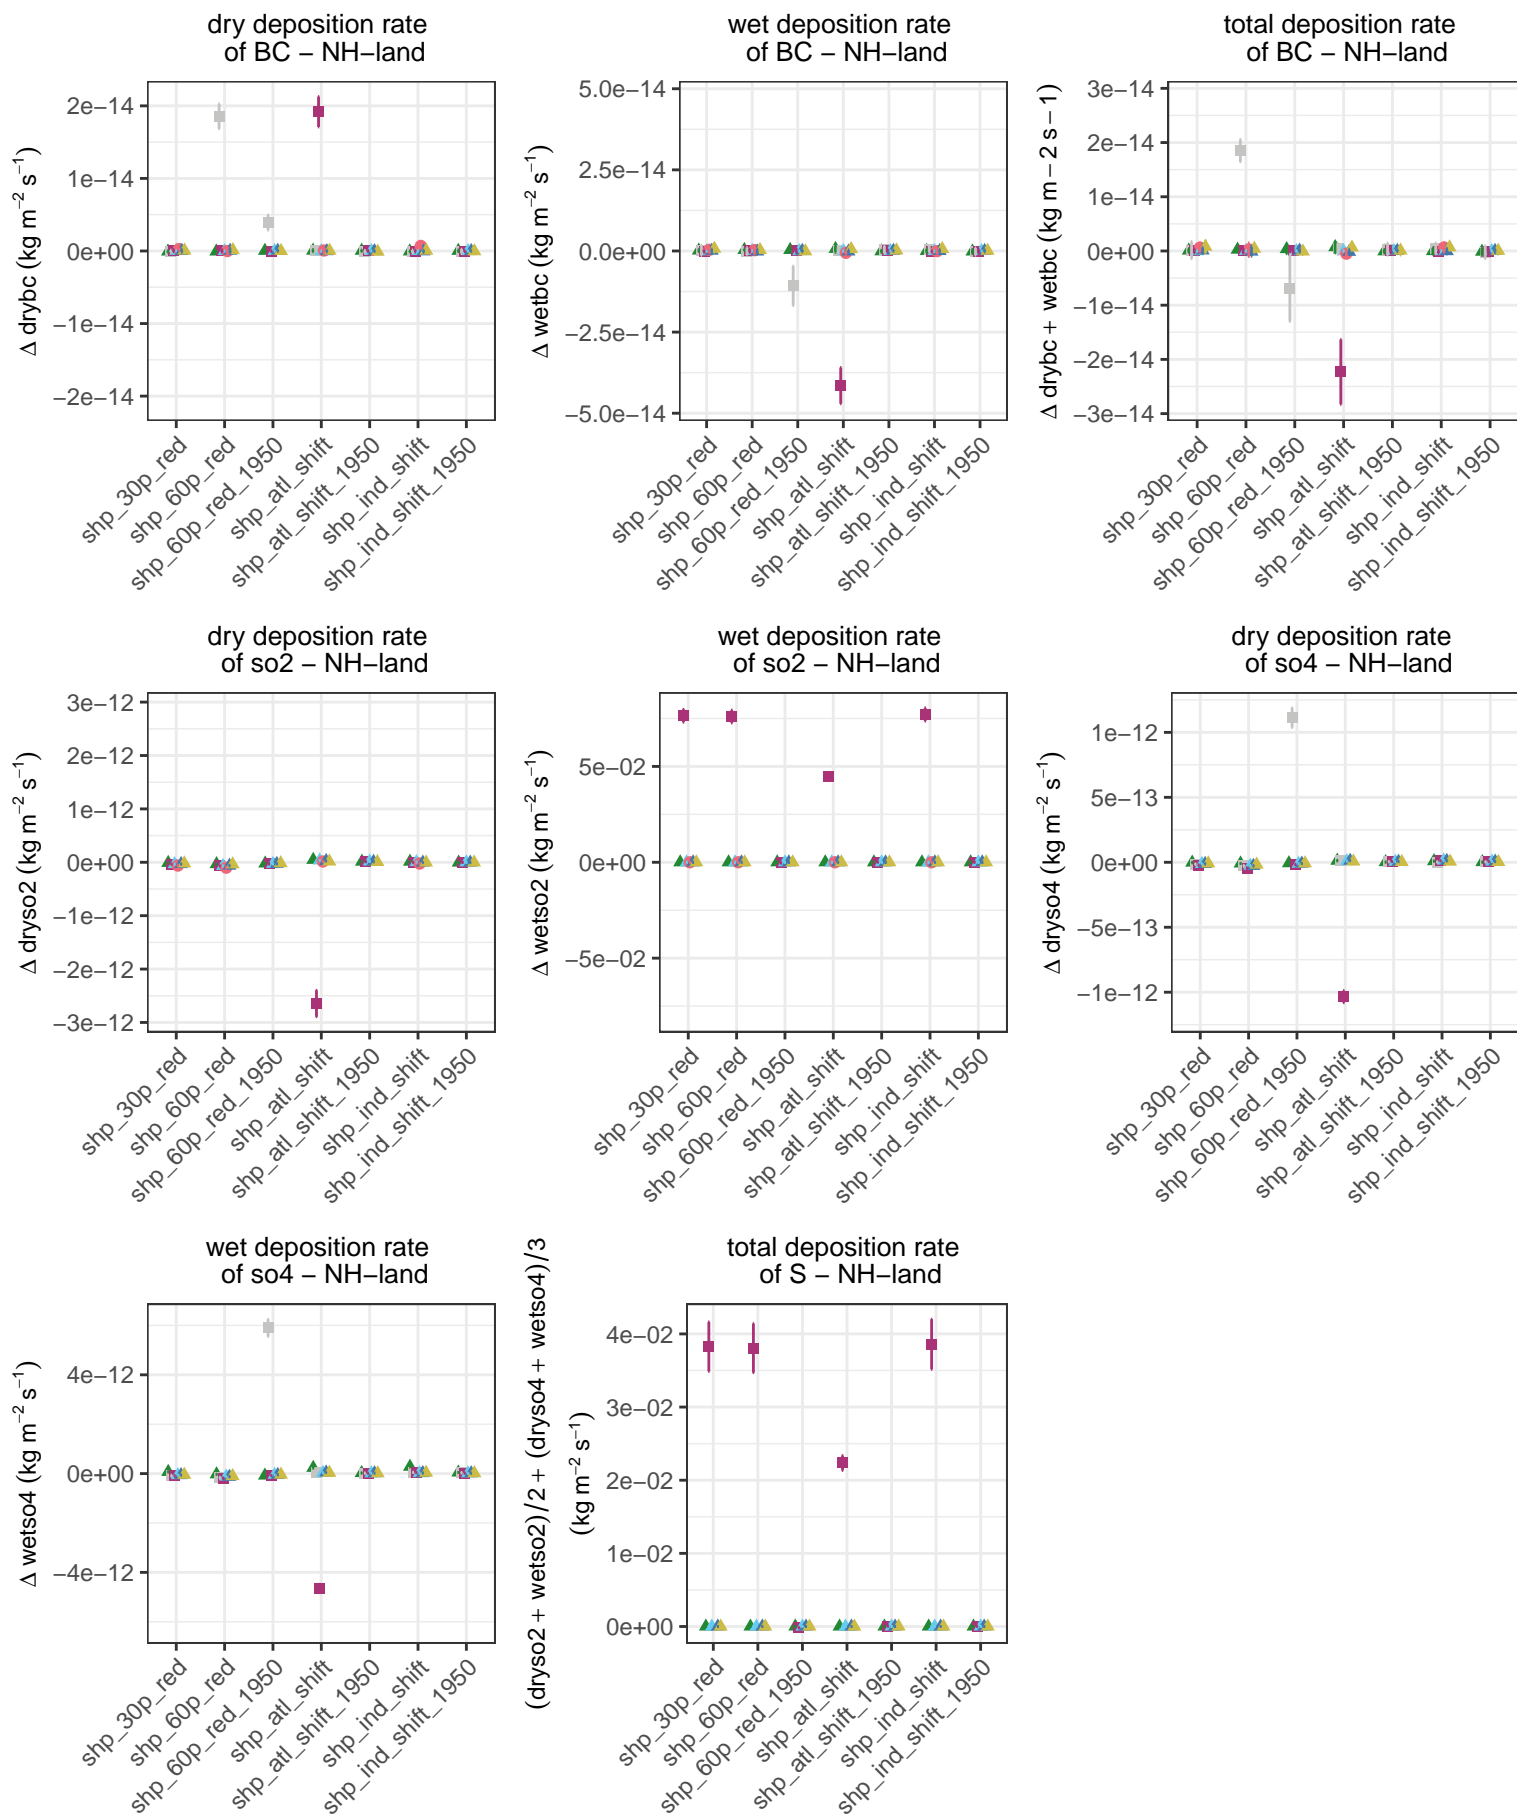 dry deposition rate
of BC − NH−land
Δ drybc (kg m−2 s−1)
2e−14
1e−14
0e+00
−1e−14
−2e−14
shp_30p_red
shp_60p_red
shp_60p_red_1950
shp_atl_shift
shp_atl_shift_1950
shp_ind_shift
shp_ind_shift_1950
wet deposition rate
of BC − NH−land
Δ wetbc (kg m−2 s−1)
5.0e−14
2.5e−14
0.0e+00
−2.5e−14
−5.0e−14
shp_30p_red
shp_60p_red
shp_60p_red_1950
shp_atl_shift
shp_atl_shift_1950
shp_ind_shift
shp_ind_shift_1950
total deposition rate
of BC − NH−land
Δ drybc + wetbc (kg m − 2 s − 1)
3e−14
2e−14
1e−14
0e+00
−1e−14
−2e−14
−3e−14
shp_30p_red
shp_60p_red
shp_60p_red_1950
shp_atl_shift
shp_atl_shift_1950
shp_ind_shift
shp_ind_shift_1950
dry deposition rate
of so2 − NH−land
Δ dryso2 (kg m−2 s−1)
3e−12
2e−12
1e−12
0e+00
−1e−12
−2e−12
−3e−12
shp_30p_red
shp_60p_red
shp_60p_red_1950
shp_atl_shift
shp_atl_shift_1950
shp_ind_shift
shp_ind_shift_1950
wet deposition rate
of so2 − NH−land
Δ wetso2 (kg m−2 s−1)
5e−02
0e+00
−5e−02
shp_30p_red
shp_60p_red
shp_60p_red_1950
shp_atl_shift
shp_atl_shift_1950
shp_ind_shift
shp_ind_shift_1950
dry deposition rate
of so4 − NH−land
Δ dryso4 (kg m−2 s−1)
1e−12
5e−13
0e+00
−5e−13
−1e−12
shp_30p_red
shp_60p_red
shp_60p_red_1950
shp_atl_shift
shp_atl_shift_1950
shp_ind_shift
shp_ind_shift_1950
wet deposition rate
of so4 − NH−land
Δ wetso4 (kg m−2 s−1)
4e−12
0e+00
−4e−12
shp_30p_red
shp_60p_red
shp_60p_red_1950
shp_atl_shift
shp_atl_shift_1950
shp_ind_shift
shp_ind_shift_1950
total deposition rate
of S − NH−land
(dryso2 + wetso2)/2 + (dryso4 + wetso4)/3
(kg m−2 s−1)
4e−02
3e−02
2e−02
1e−02
0e+00
shp_30p_red
shp_60p_red
shp_60p_red_1950
shp_atl_shift
shp_atl_shift_1950
shp_ind_shift
shp_ind_shift_1950